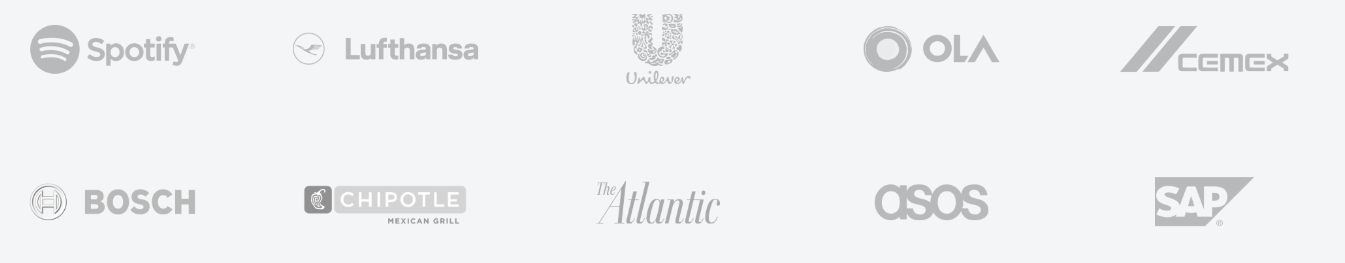 Spotify®
Lufthansa
Unilever
OLA
CEMEX
BOSCH
CHIPOTLE
MEXICAN GRILL
The Atlantic
asos
SAP
®